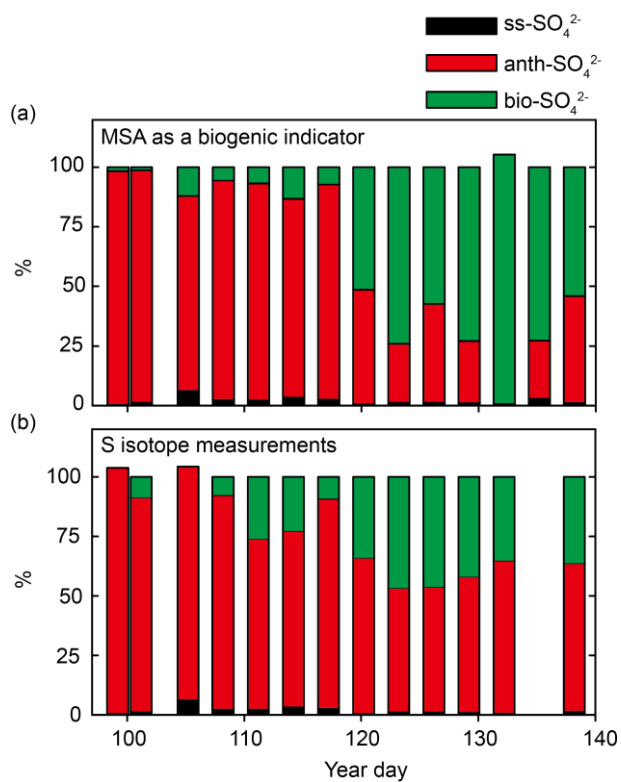 ss-SO₄²⁻
anth-SO₄²⁻
bio-SO₄²⁻
(a)
MSA as a biogenic indicator
100
75
50
25
0
%
(b)
S isotope measurements
100
75
50
25
0
%
100 110 120 130 140
Year day